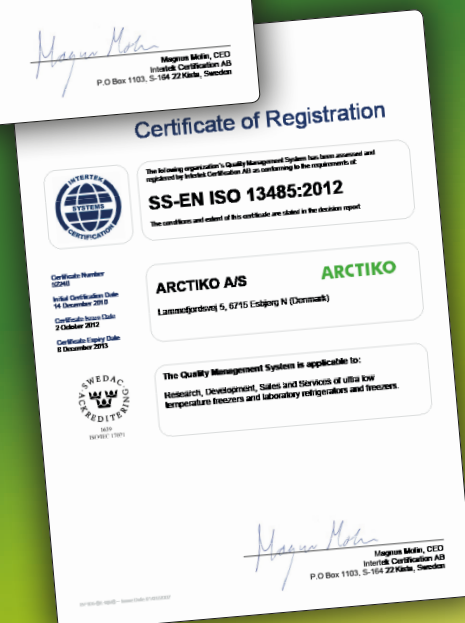 Magnus Molin, CEO
Intertek Certification AB
P.O Box 1103, S-164 22 Kista, Sweden
Certificate of Registration
INTERTEK
SYSTEMS
CERTIFICATION
The following organization's Quality Management System has been assessed and
registered by Intertek Certification AB as conforming to the requirements of:
SS-EN ISO 13485:2012
The conditions and extent of this certificate are stated in the decision report
Certificate Number
Initial Certification Date
14 December 2010
Certificate Issue Date
2 October 2012
Certificate Expiry Date
8 December 2013
ARCTIKO A/S
ARCTIKO
Lammefjordsvej 5, 6715 Esbjerg N (Denmark)
SWEDAC
ACKREDITERING
1639
ISO/IEC 17021
The Quality Management System is applicable to:
Research, Development, Sales and Services of ultra low
temperature freezers and laboratory refrigerators and freezers.
Magnus Molin
Magnus Molin, CEO
Intertek Certification AB
P.O Box 1103, S-164 22 Kista, Sweden